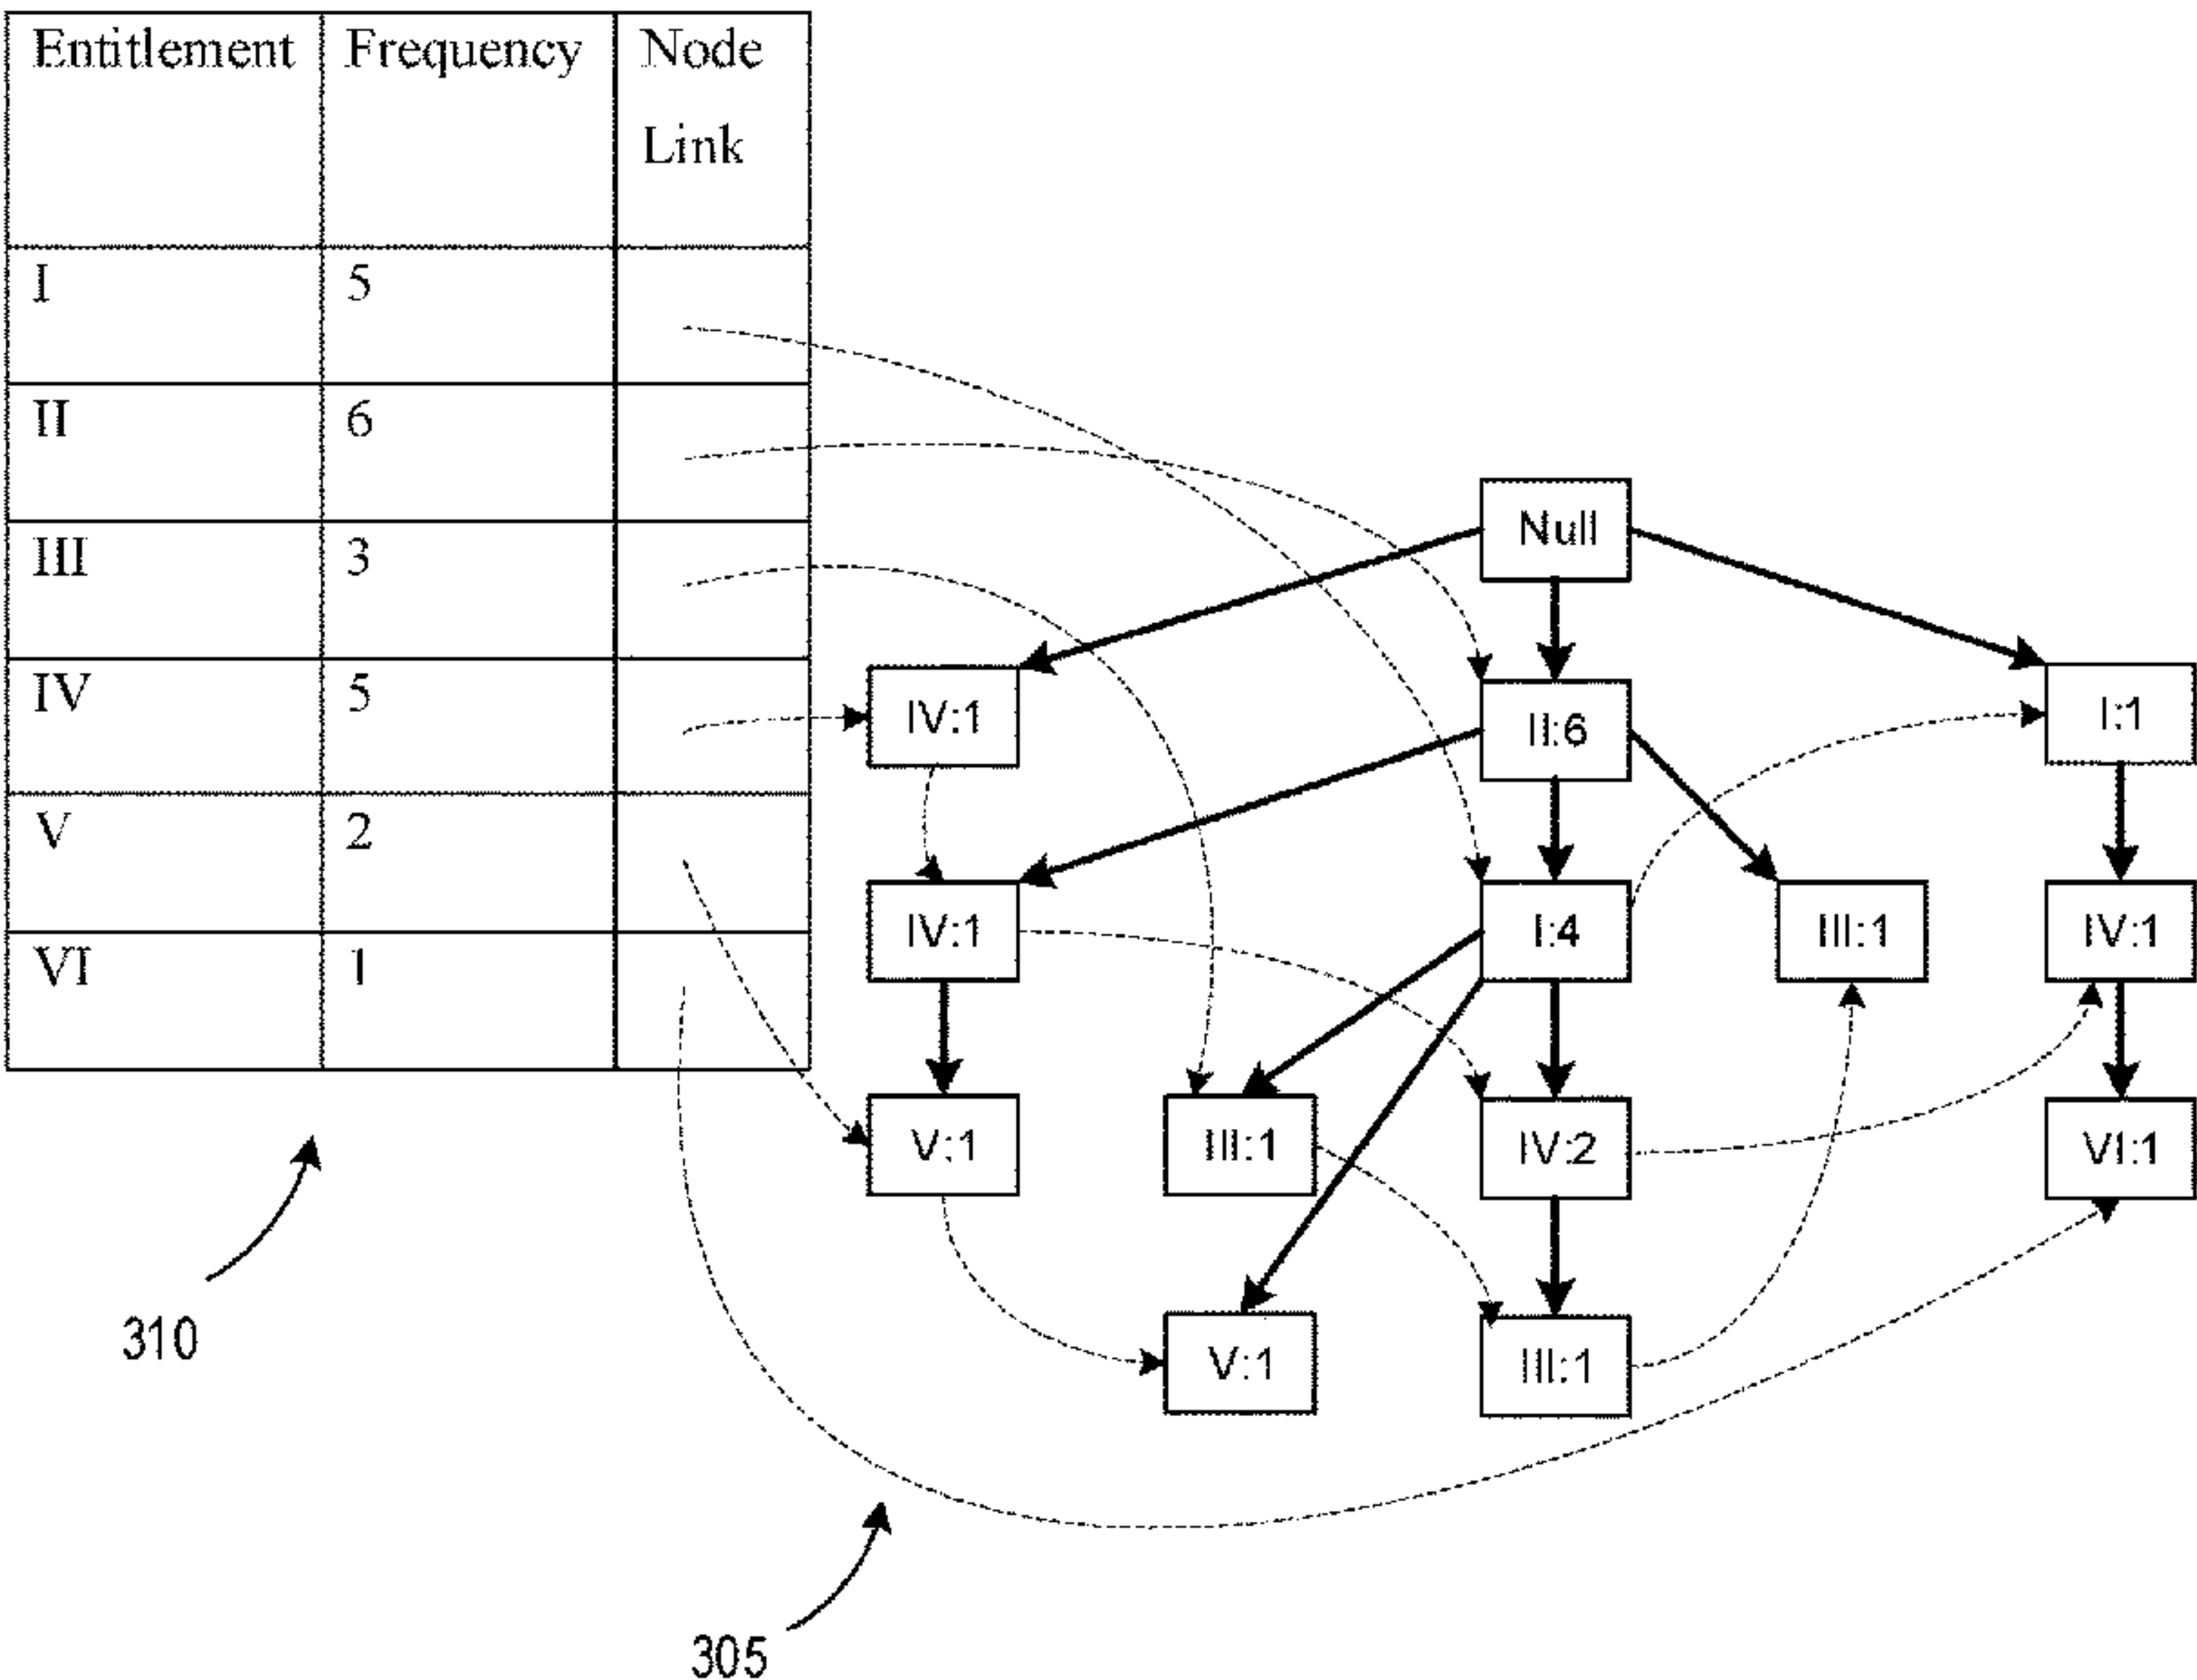 Entitlement Frequency Node
Link
I 5
II 6
III 3
IV 5
V 2
VI 1
Null
IV:1 II:6 I:1
IV:1 I:4 III:1 IV:1
V:1 III:1 IV:2 VI:1
V:1 III:1
310
305